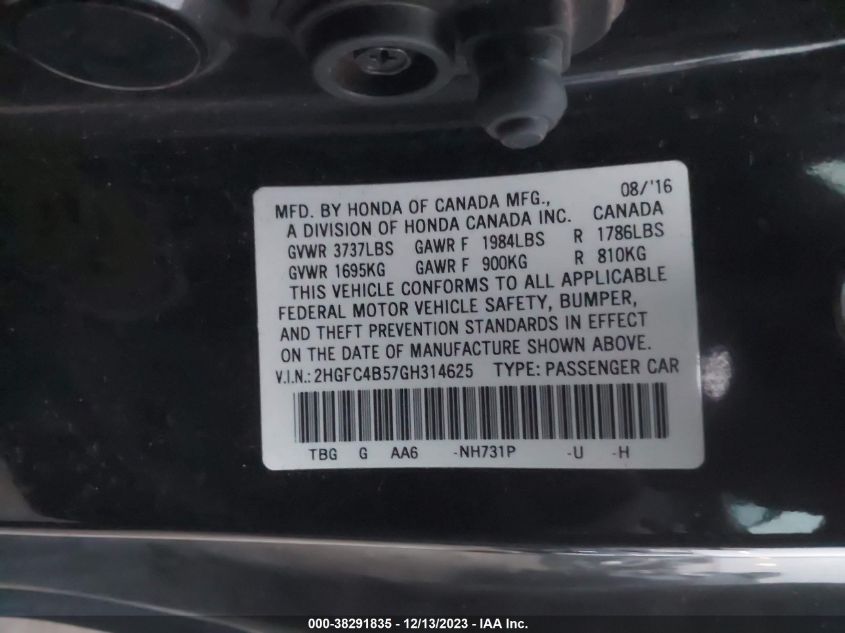 MFD. BY HONDA OF CANADA MFG., 08/'16
A DIVISION OF HONDA CANADA INC. CANADA
GVWR 3737LBS GAWR F 1984LBS R 1786LBS
GVWR 1695KG GAWR F 900KG R 810KG
THIS VEHICLE CONFORMS TO ALL APPLICABLE
FEDERAL MOTOR VEHICLE SAFETY, BUMPER,
AND THEFT PREVENTION STANDARDS IN EFFECT
ON THE DATE OF MANUFACTURE SHOWN ABOVE.
V.I.N.: 2HGFC4B57GH314625 TYPE: PASSENGER CAR
TBG G AA6 -NH731P -U -H
000-38291835 - 12/13/2023 - IAA Inc.